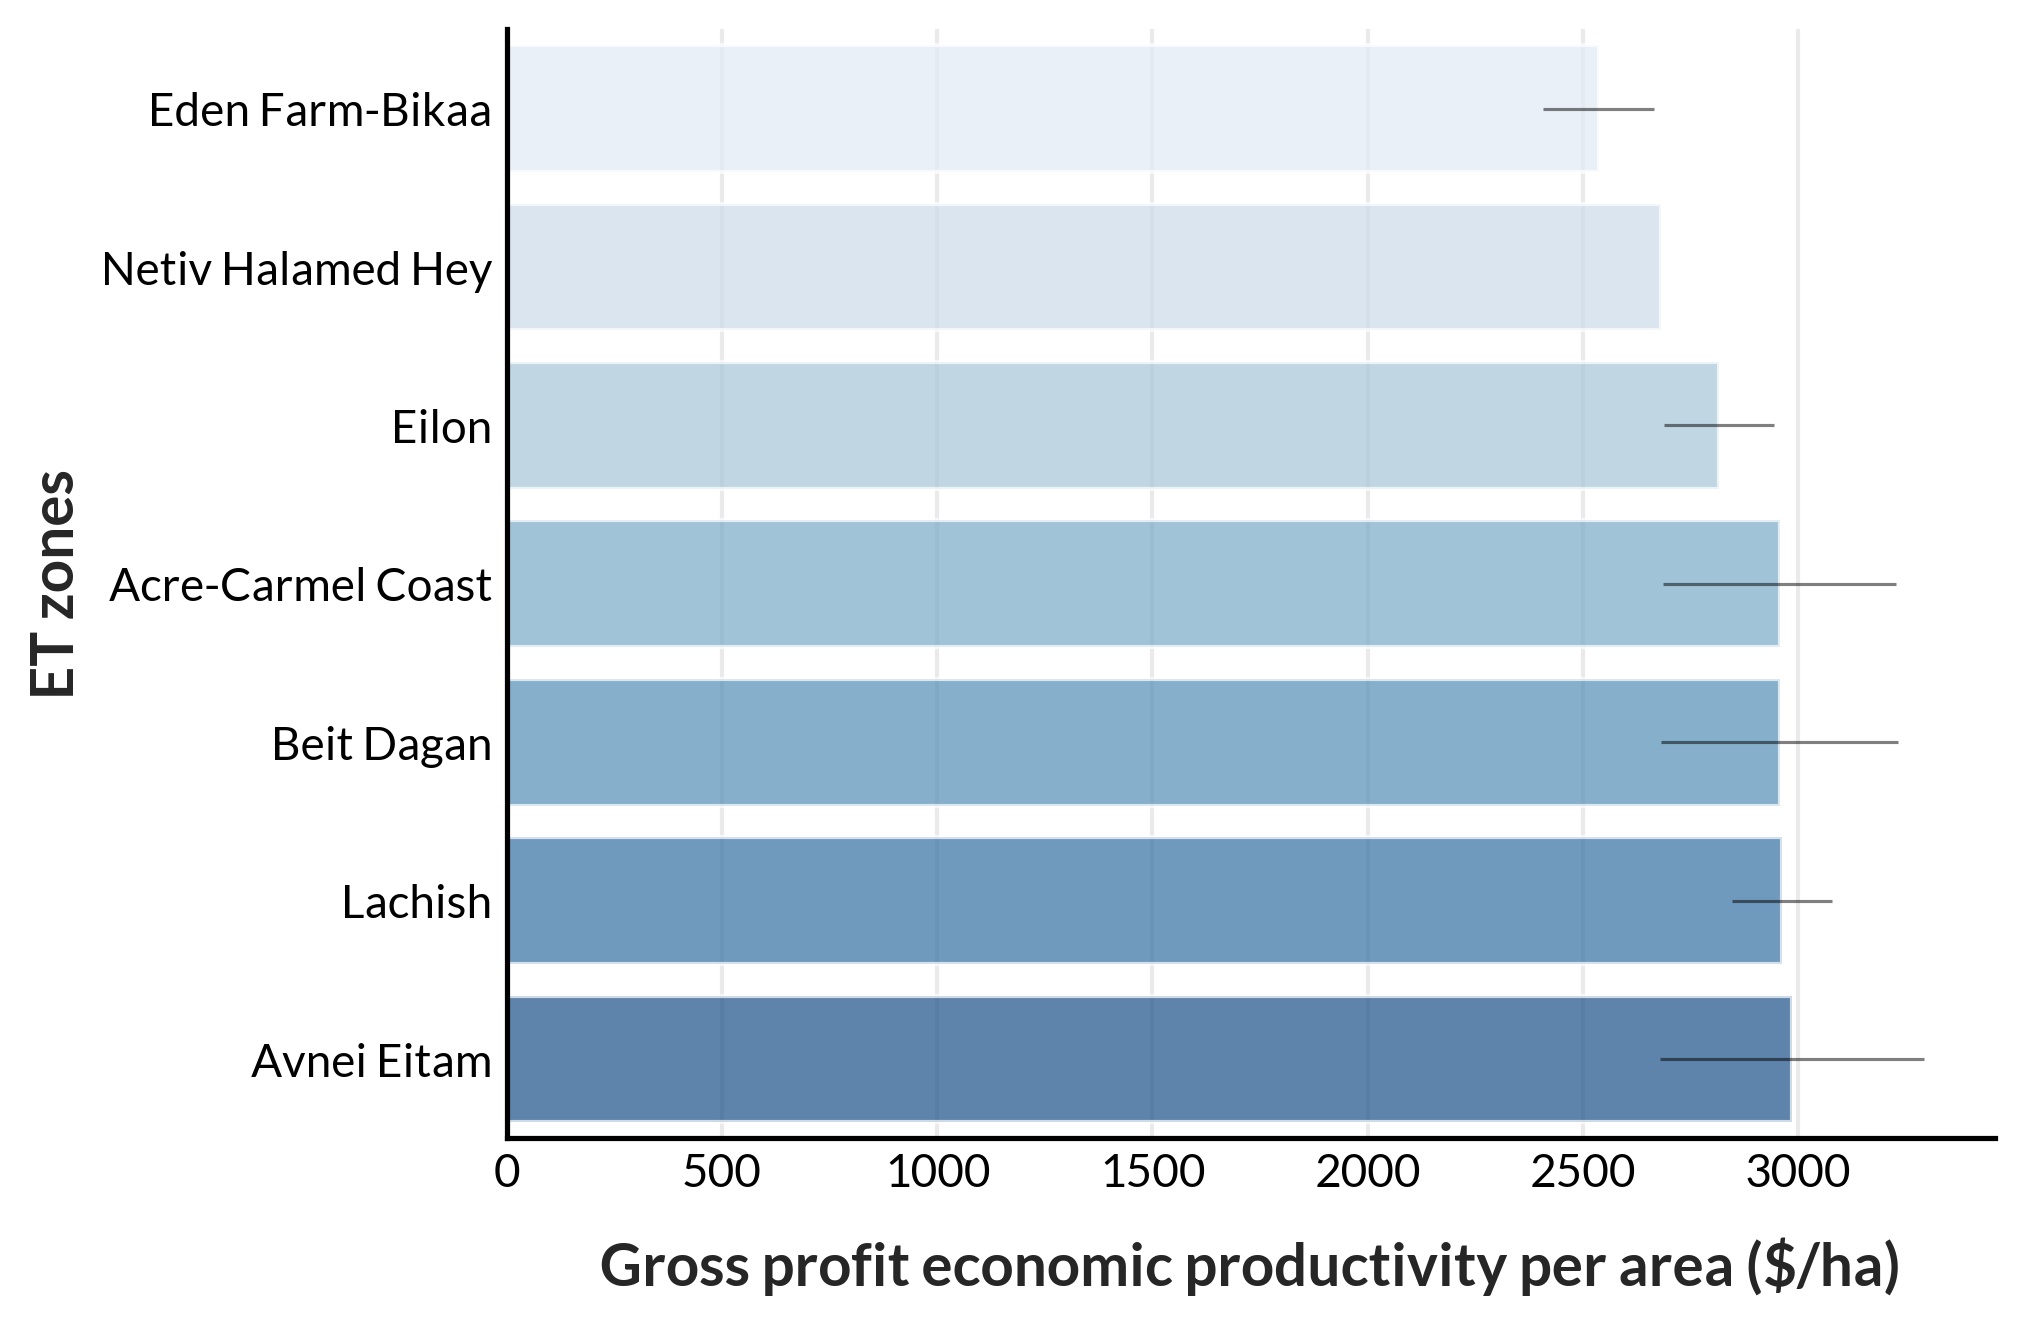 Eden Farm-Bikaa
Netiv Halamed Hey
Eilon
Acre-Carmel Coast
Beit Dagan
Lachish
Avnei Eitam
ET zones
0 500 1000 1500 2000 2500 3000
Gross profit economic productivity per area ($/ha)